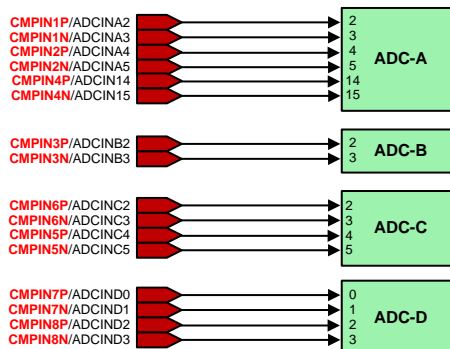 CMPIN1P/ADCINA2 2
CMPIN1N/ADCINA3 3
CMPIN2P/ADCINA4 4
CMPIN2N/ADCINA5 5
CMPIN4P/ADCIN14 14
CMPIN4N/ADCIN15 15
ADC-A
CMPIN3P/ADCINB2 2
CMPIN3N/ADCINB3 3
ADC-B
CMPIN6P/ADCINC2 2
CMPIN6N/ADCINC3 3
CMPIN5P/ADCINC4 4
CMPIN5N/ADCINC5 5
ADC-C
CMPIN7P/ADCIND0 0
CMPIN7N/ADCIND1 1
CMPIN8P/ADCIND2 2
CMPIN8N/ADCIND3 3
ADC-D